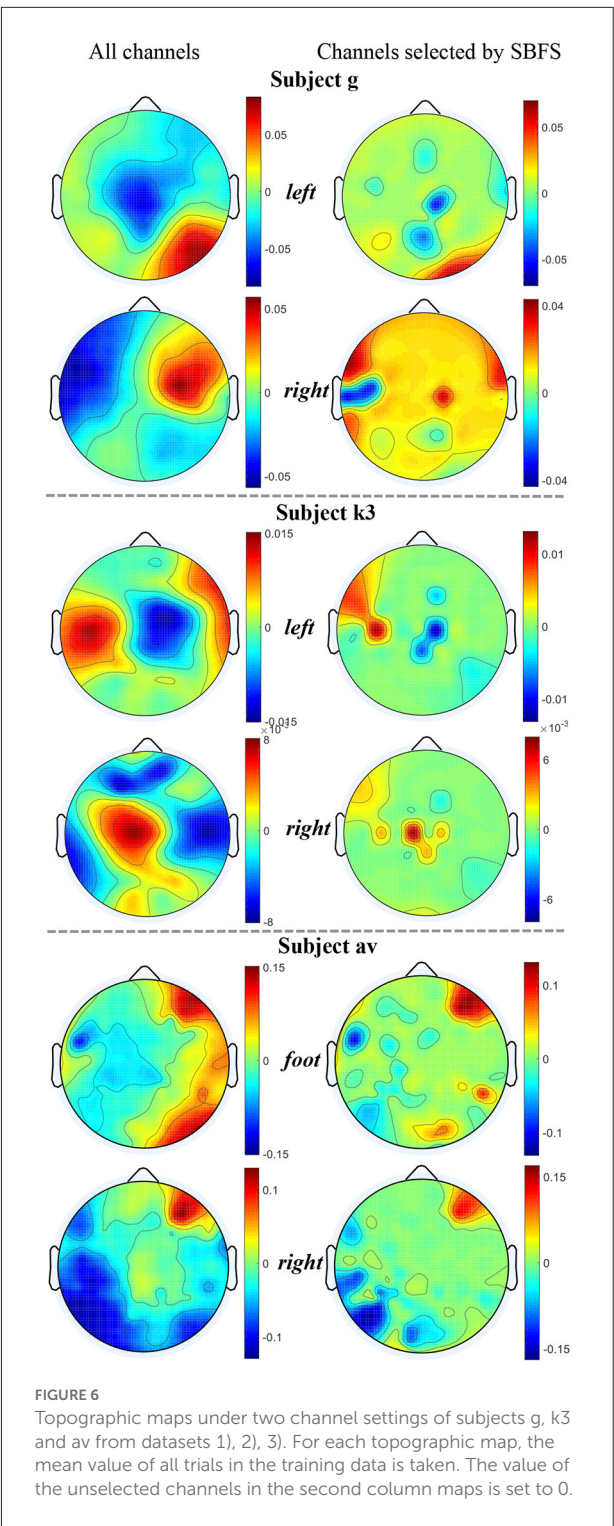 All channels
Channels selected by SBFS
Subject g
0.05
0
-0.05
left
0.05
0
-0.05
0.05
0
-0.05
right
0.04
0
-0.04
Subject k3
0.015
0
-0.015
left
0.01
0
-0.01
×10⁻³
8
0
-8
right
×10⁻³
6
0
-6
Subject av
0.15
0
-0.15
foot
0.1
0
-0.1
0.1
0
-0.1
right
0.15
0
-0.15
FIGURE 6
Topographic maps under two channel settings of subjects g, k3
and av from datasets 1), 2), 3). For each topographic map, the
mean value of all trials in the training data is taken. The value of
the unselected channels in the second column maps is set to 0.